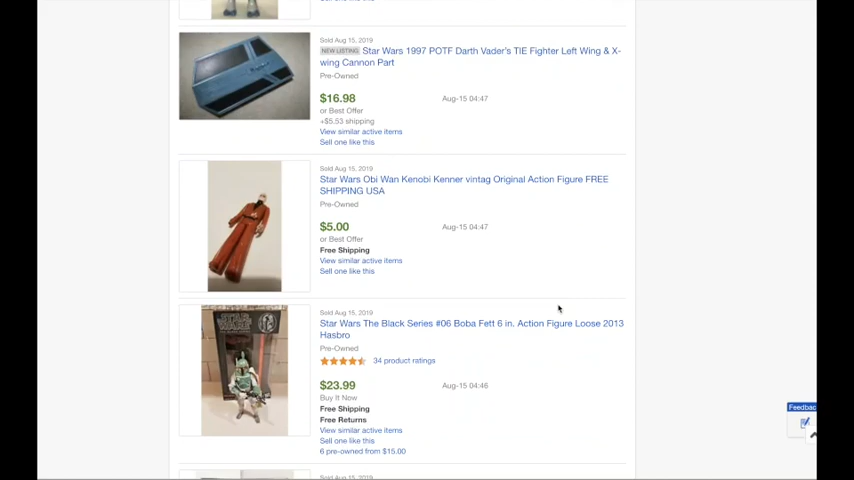 Sold Aug 15, 2019
NEW LISTING Star Wars 1997 POTF Darth Vader's TIE Fighter Left Wing & X-
wing Cannon Part
Pre-Owned
$16.98 Aug-15 04:47
or Best Offer
+$5.53 shipping
View similar active items
Sell one like this
Sold Aug 15, 2019
Star Wars Obi Wan Kenobi Kenner vintag Original Action Figure FREE
SHIPPING USA
Pre-Owned
$5.00 Aug-15 04:47
or Best Offer
Free Shipping
View similar active items
Sell one like this
Sold Aug 15, 2019
Star Wars The Black Series #06 Boba Fett 6 in. Action Figure Loose 2013
Hasbro
Pre-Owned
34 product ratings
$23.99 Aug-15 04:46
Buy It Now
Free Shipping
Free Returns
View similar active items
Sell one like this
6 pre-owned from $15.00
STAR WARS
Feedbac
Sold Aug 15, 2019